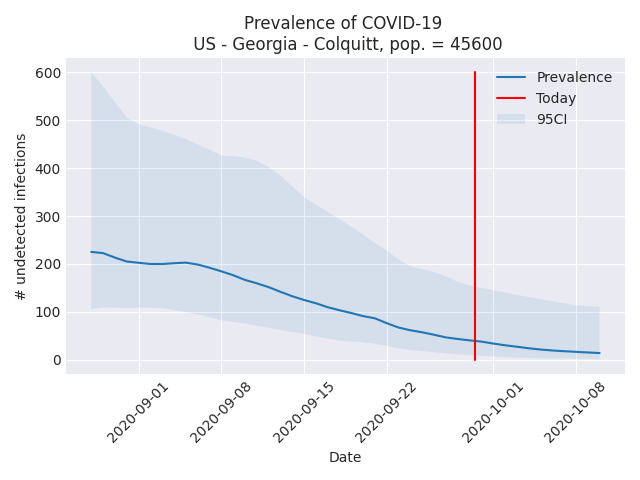 Prevalence of COVID-19
US - Georgia - Colquitt, pop. = 45600
600
500
400
300
200
100
0
# undetected infections
Prevalence
Today
95CI
2020-09-01
2020-09-08
2020-09-15
2020-09-22
2020-10-01
2020-10-08
Date